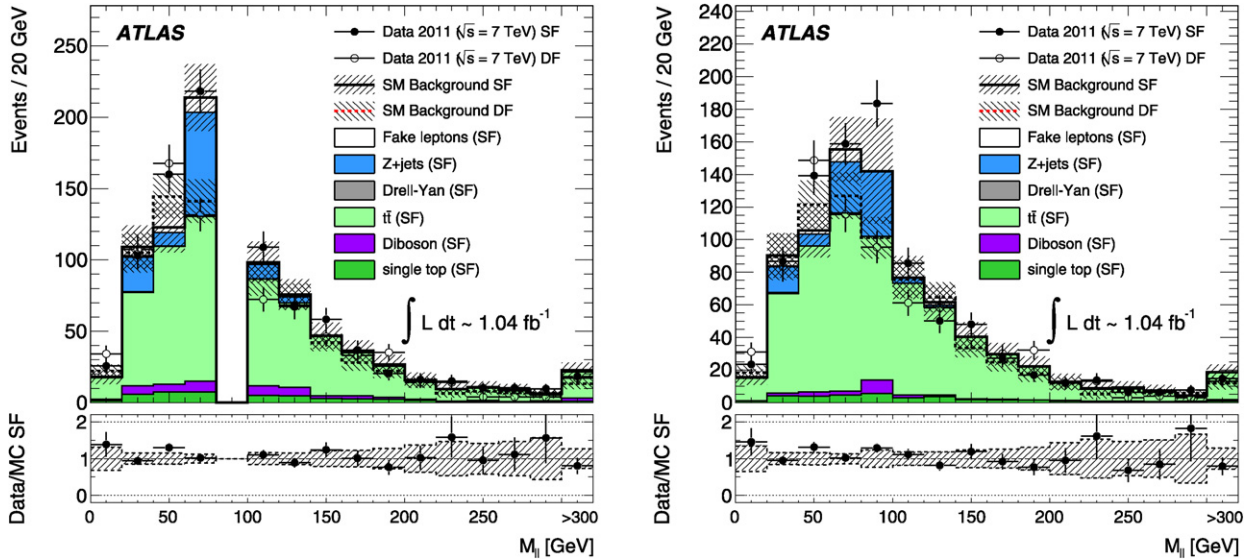 ATLAS
Events / 20 GeV
250
200
150
100
50
0
Data 2011 (√s = 7 TeV) SF
Data 2011 (√s = 7 TeV) DF
SM Background SF
SM Background DF
Fake leptons (SF)
Z+jets (SF)
Drell-Yan (SF)
tt̄ (SF)
Diboson (SF)
single top (SF)
∫ L dt ~ 1.04 fb⁻¹
Data/MC SF
2
1
0
0 50 100 150 200 250 >300
M_ll [GeV]
ATLAS
Events / 20 GeV
240
220
200
180
160
140
120
100
80
60
40
20
0
Data 2011 (√s = 7 TeV) SF
Data 2011 (√s = 7 TeV) DF
SM Background SF
SM Background DF
Fake leptons (SF)
Z+jets (SF)
Drell-Yan (SF)
tt̄ (SF)
Diboson (SF)
single top (SF)
∫ L dt ~ 1.04 fb⁻¹
Data/MC SF
2
1
0
0 50 100 150 200 250 >300
M_ll [GeV]